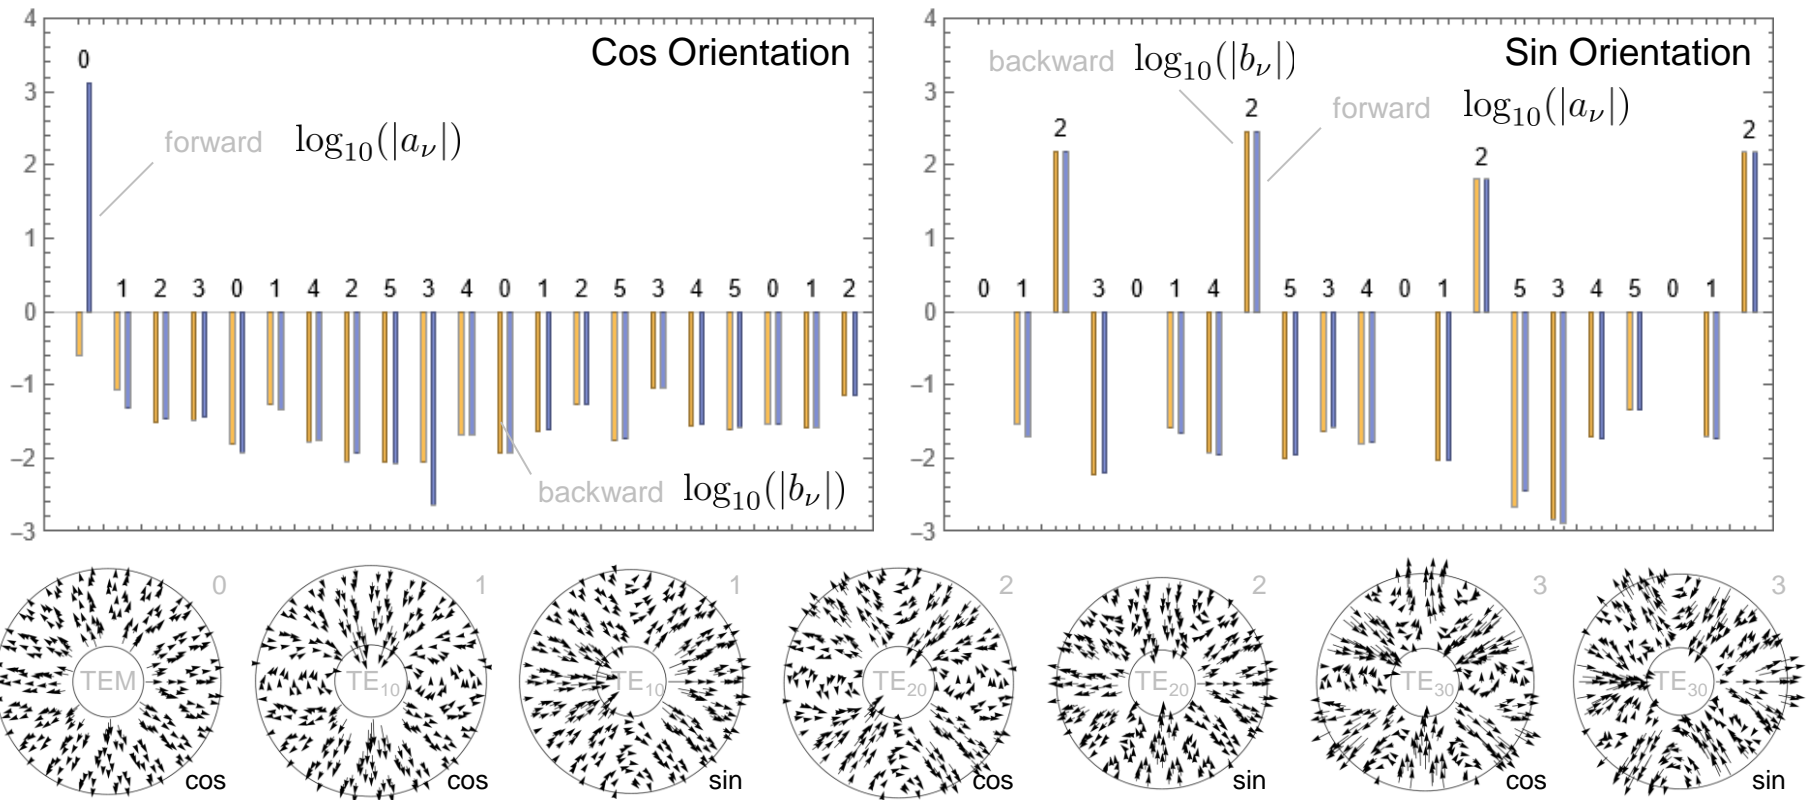 Cos Orientation
forward log10(|aν|)
backward log10(|bν|)
4
3
2
1
0
−1
−2
−3
0
1 2 3 0 1 4 2 5 3 4 0 1 2 5 3 4 5 0 1 2
Sin Orientation
backward log10(|bν|)
forward log10(|aν|)
4
3
2
1
0
−1
−2
−3
2 2 2 2
0 1 3 0 1 4 5 3 4 0 1 5 3 4 5 0 1
0 1 1 2 2 3 3
TEM TE10 TE10 TE20 TE20 TE30 TE30
cos cos sin cos sin cos sin